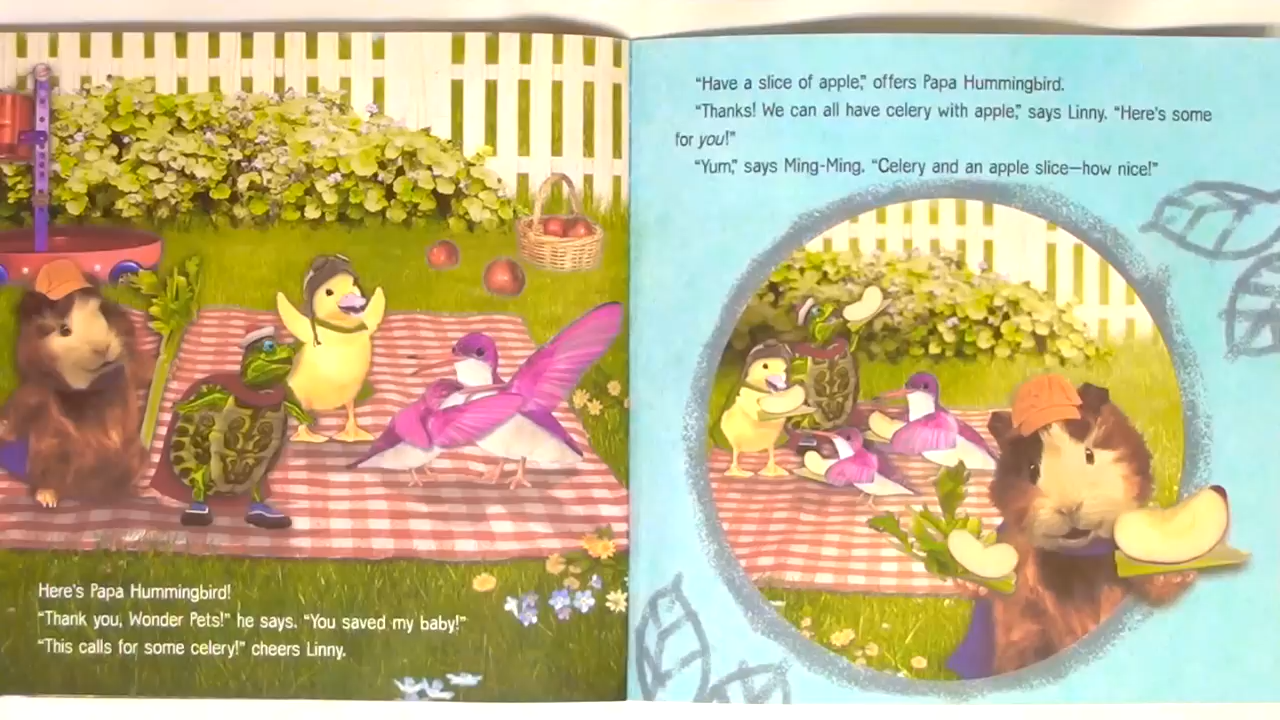 Here's Papa Hummingbird!
"Thank you, Wonder Pets!" he says. "You saved my baby!"
"This calls for some celery!" cheers Linny.
"Have a slice of apple," offers Papa Hummingbird.
"Thanks! We can all have celery with apple," says Linny. "Here's some
for you!"
"Yum," says Ming-Ming. "Celery and an apple slice—how nice!"